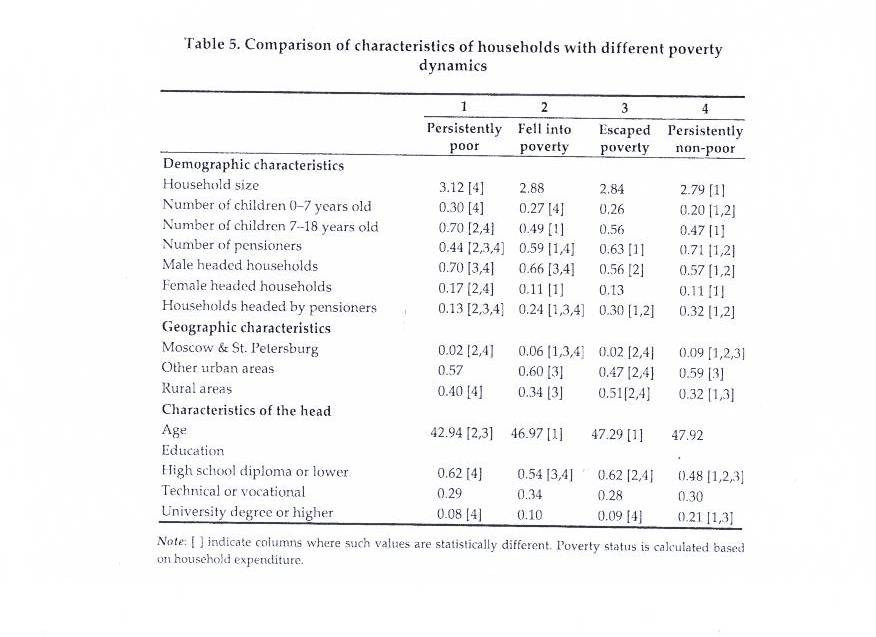 Table 5. Comparison of characteristics of households with different poverty
dynamics
1 2 3 4
Persistently Fell into Escaped Persistently
poor poverty poverty non-poor
Demographic characteristics
Household size 3.12 [4] 2.88 2.84 2.79 [1]
Number of children 0–7 years old 0.30 [4] 0.27 [4] 0.26 0.20 [1,2]
Number of children 7–18 years old 0.70 [2,4] 0.49 [1] 0.56 0.47 [1]
Number of pensioners 0.44 [2,3,4] 0.59 [1,4] 0.63 [1] 0.71 [1,2]
Male headed households 0.70 [3,4] 0.66 [3,4] 0.56 [2] 0.57 [1,2]
Female headed households 0.17 [2,4] 0.11 [1] 0.13 0.11 [1]
Households headed by pensioners 0.13 [2,3,4] 0.24 [1,3,4] 0.30 [1,2] 0.32 [1,2]
Geographic characteristics
Moscow & St. Petersburg 0.02 [2,4] 0.06 [1,3,4] 0.02 [2,4] 0.09 [1,2,3]
Other urban areas 0.57 0.60 [3] 0.47 [2,4] 0.59 [3]
Rural areas 0.40 [4] 0.34 [3] 0.51[2,4] 0.32 [1,3]
Characteristics of the head
Age 42.94 [2,3] 46.97 [1] 47.29 [1] 47.92
Education
High school diploma or lower 0.62 [4] 0.54 [3,4] 0.62 [2,4] 0.48 [1,2,3]
Technical or vocational 0.29 0.34 0.28 0.30
University degree or higher 0.08 [4] 0.10 0.09 [4] 0.21 [1,3]
Note: [ ] indicate columns where such values are statistically different. Poverty status is calculated based
on household expenditure.